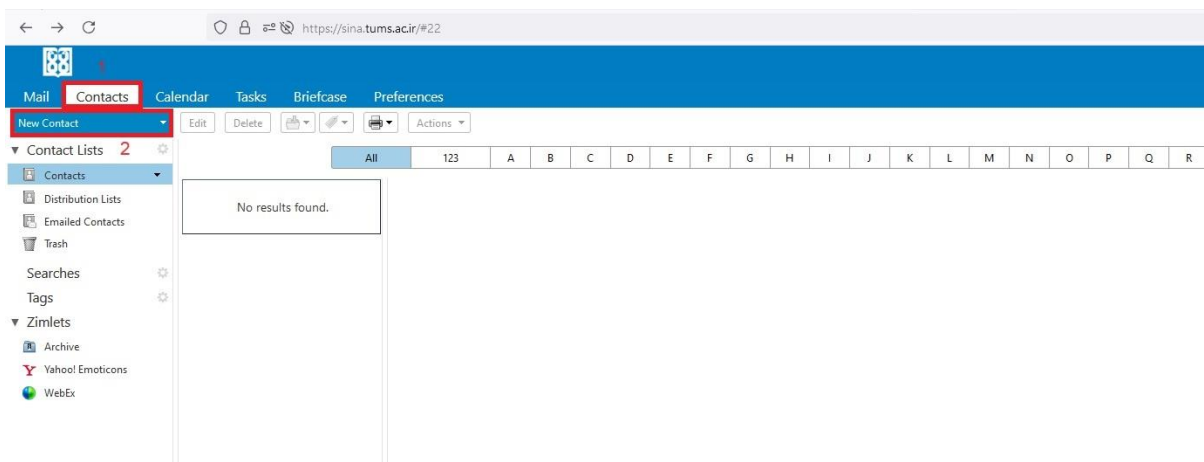 https://sina.tums.ac.ir/#22
Mail Contacts Calendar Tasks Briefcase Preferences
New Contact Edit Delete Actions
Contact Lists 2
All 123 A B C D E F G H I J K L M N O P Q R
Contacts
Distribution Lists
No results found.
Emailed Contacts
Trash
Searches
Tags
Zimlets
Archive
Yahoo! Emoticons
WebEx